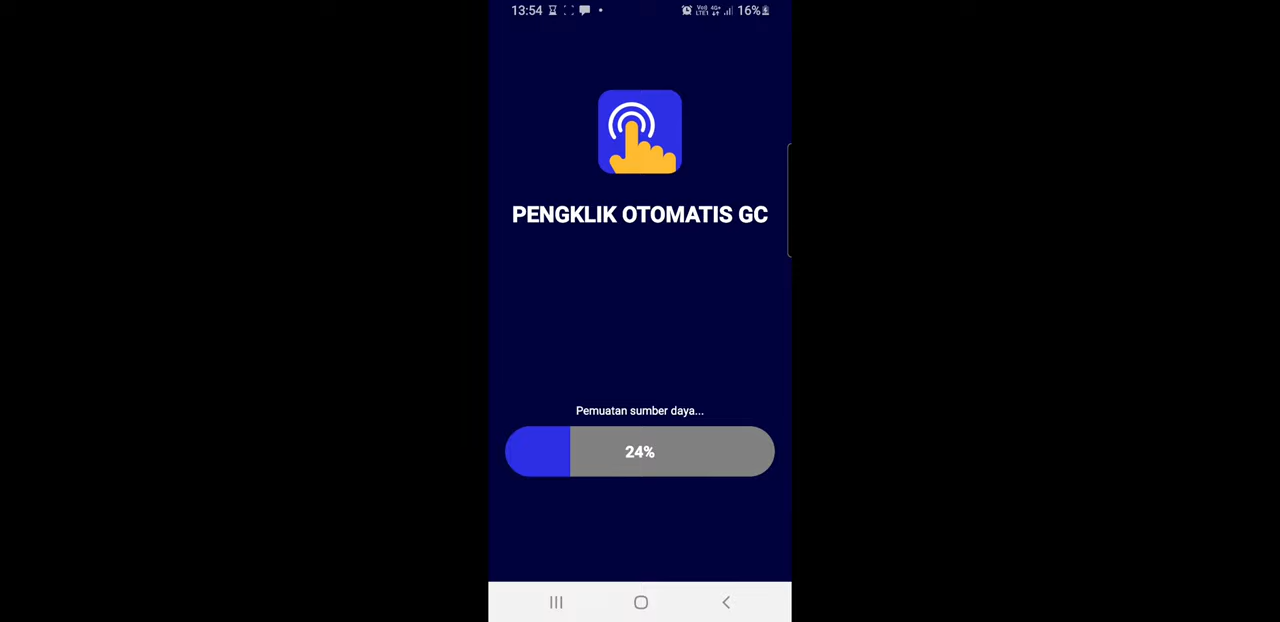 13:54 16%
PENGKLIK OTOMATIS GC
Pemuatan sumber daya...
24%